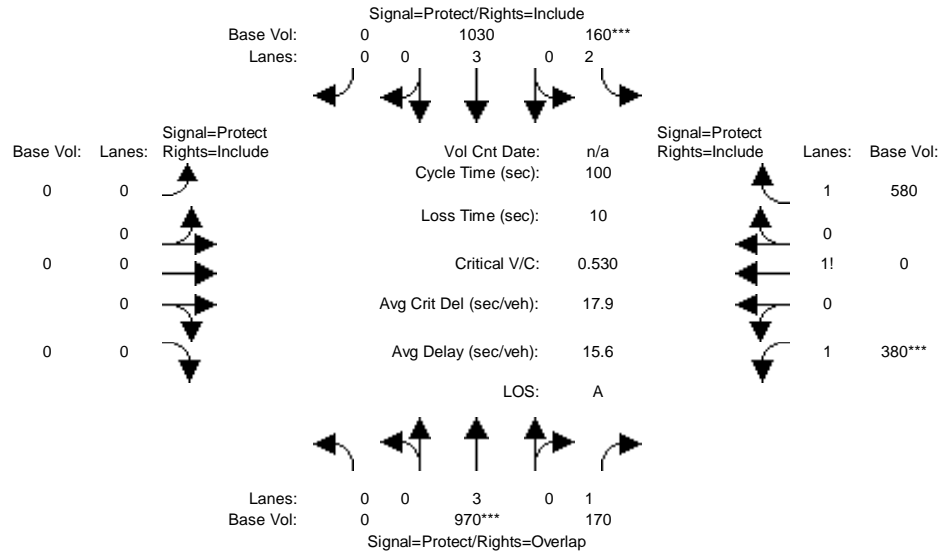 Signal=Protect/Rights=Include
Base Vol: 0 1030 160***
Lanes: 0 0 3 0 2
Signal=Protect Signal=Protect
Base Vol: Lanes: Rights=Include Vol Cnt Date: n/a Rights=Include Lanes: Base Vol:
Cycle Time (sec): 100
0 0 1 580
Loss Time (sec): 10
0 0
0 0 Critical V/C: 0.530 1! 0
0 Avg Crit Del (sec/veh): 17.9 0
0 0 Avg Delay (sec/veh): 15.6 1 380***
LOS: A
Lanes: 0 0 3 0 1
Base Vol: 0 970*** 170
Signal=Protect/Rights=Overlap